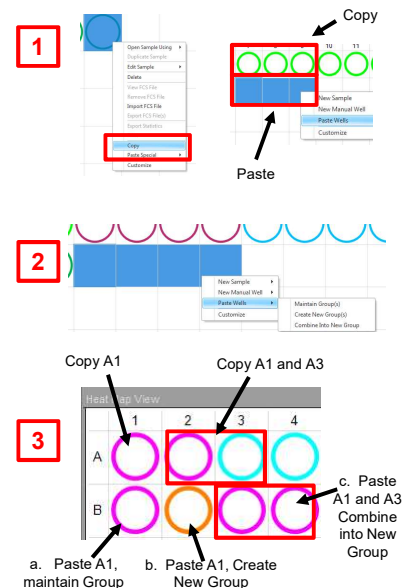 1
Open Sample Using
Duplicate Sample
Edit Sample
Delete
View FCS File
Remove FCS File
Import FCS File
Export FCS File(s)
Export Statistics
Copy
Paste Special
Customize
Copy
10 11
New Sample
New Manual Well
Paste Wells
Customize
Paste
2
New Sample
New Manual Well
Paste Wells
Customize
Maintain Group(s)
Create New Group(s)
Combine Into New Group
3
Copy A1
Copy A1 and A3
Heat Map View
1 2 3 4
A
B
a. Paste A1,
maintain Group
b. Paste A1, Create
New Group
c. Paste
A1 and A3
Combine
into New
Group